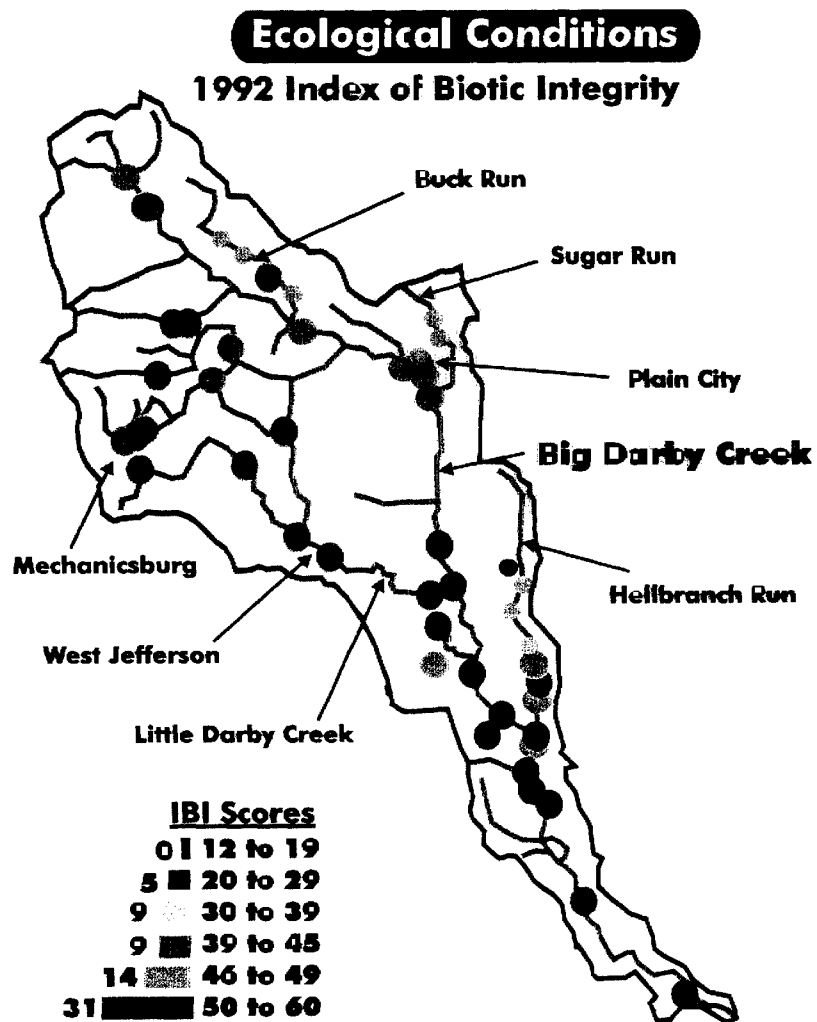 Ecological Conditions
1992 Index of Biotic Integrity
Buck Run
Sugar Run
Plain City
Big Darby Creek
Mechanicsburg
Hellbranch Run
West Jefferson
Little Darby Creek
IBI Scores
0 12 to 19
5 20 to 29
9 30 to 39
9 39 to 45
14 46 to 49
31 50 to 60